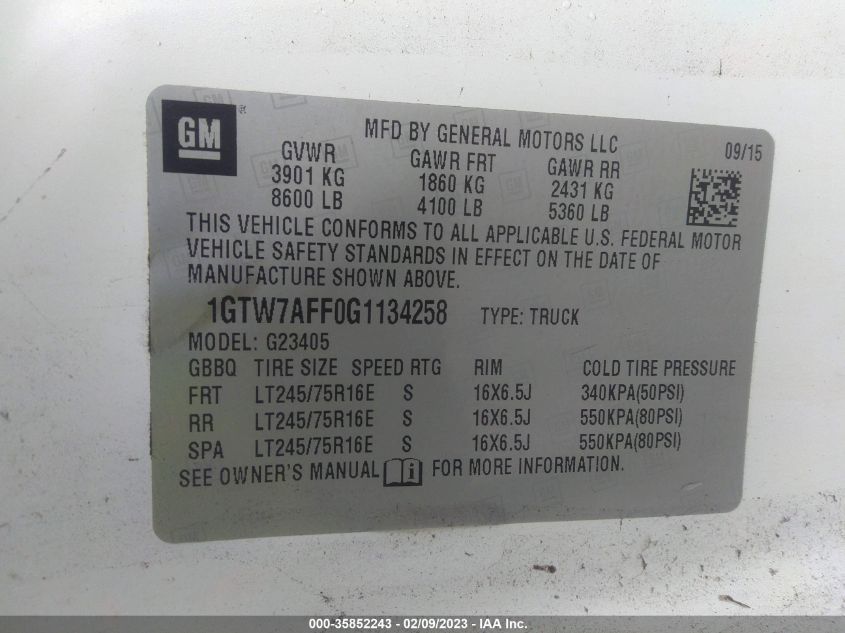 GM ®
MFD BY GENERAL MOTORS LLC
09/15
GVWR GAWR FRT GAWR RR
3901 KG 1860 KG 2431 KG
8600 LB 4100 LB 5360 LB
THIS VEHICLE CONFORMS TO ALL APPLICABLE U.S. FEDERAL MOTOR
VEHICLE SAFETY STANDARDS IN EFFECT ON THE DATE OF
MANUFACTURE SHOWN ABOVE.
1GTW7AFF0G1134258 TYPE: TRUCK
MODEL: G23405
GBBQ TIRE SIZE SPEED RTG RIM COLD TIRE PRESSURE
FRT LT245/75R16E S 16X6.5J 340KPA(50PSI)
RR LT245/75R16E S 16X6.5J 550KPA(80PSI)
SPA LT245/75R16E S 16X6.5J 550KPA(80PSI)
SEE OWNER'S MANUAL i FOR MORE INFORMATION.
000-35852243 - 02/09/2023 - IAA Inc.